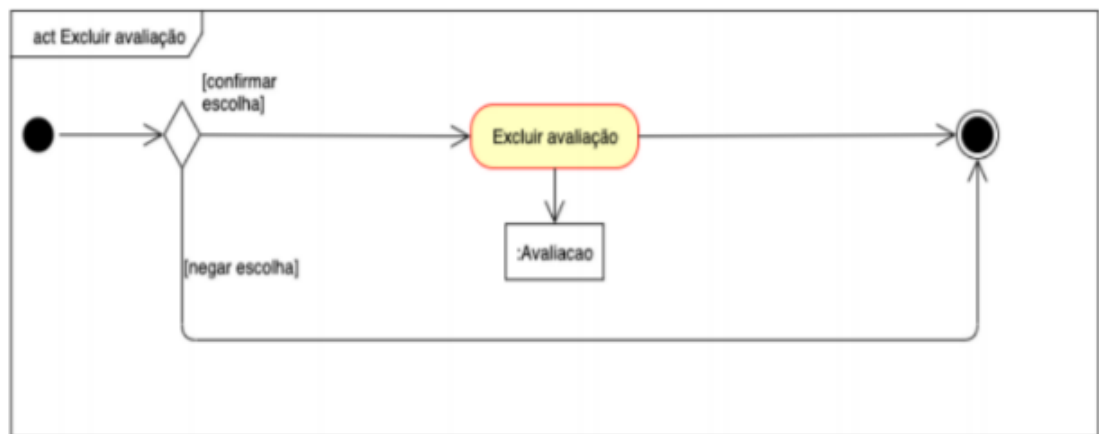 act Excluir avaliação
[confirmar
escolha]
Excluir avaliação
:Avaliacao
[negar escolha]